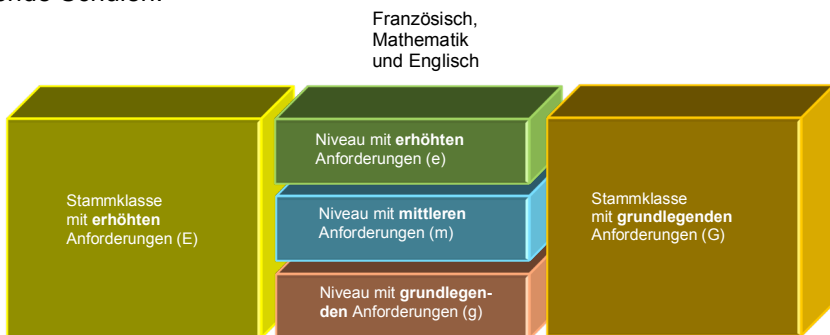 Französisch,
Mathematik
und Englisch
Niveau mit erhöhten
Anforderungen (e)
Stammklasse
mit erhöhten
Anforderungen (E)
Niveau mit mittleren
Anforderungen (m)
Stammklasse
mit grundlegenden
Anforderungen (G)
Niveau mit grundlegen-
den Anforderungen (g)